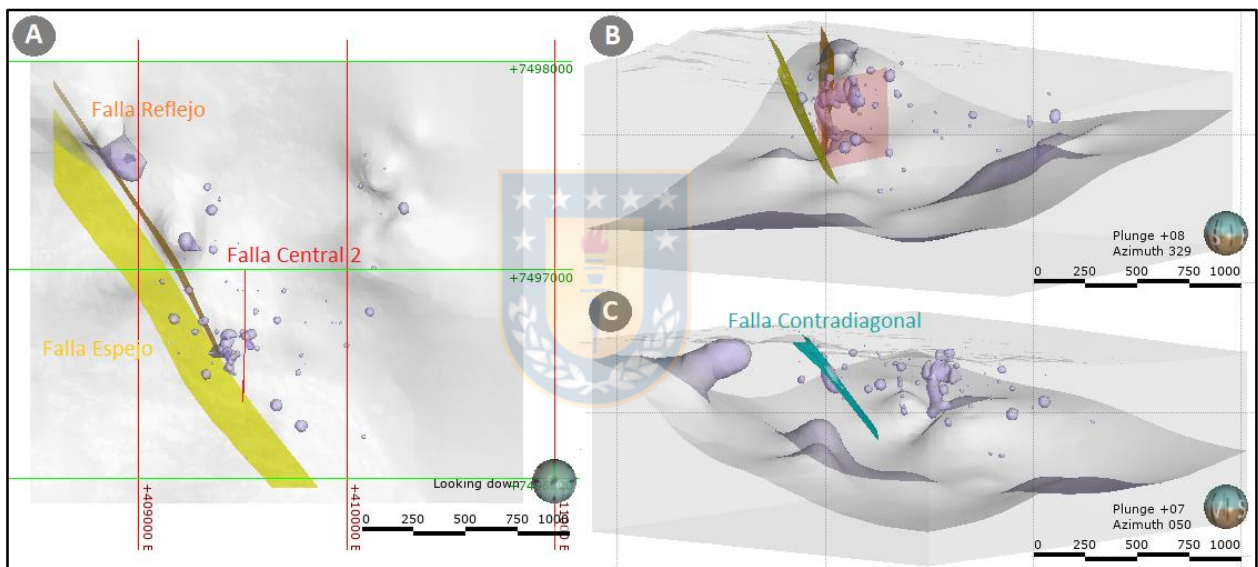 A
Falla Reflejo
Falla Central 2
Falla Espejo
+7498000
+7497000
Looking down
+409000 E
+410000 E
0 250 500 750 1000
B
Plunge +08
Azimuth 329
0 250 500 750 1000
C
Falla Contradiagonal
Plunge +07
Azimuth 050
0 250 500 750 1000